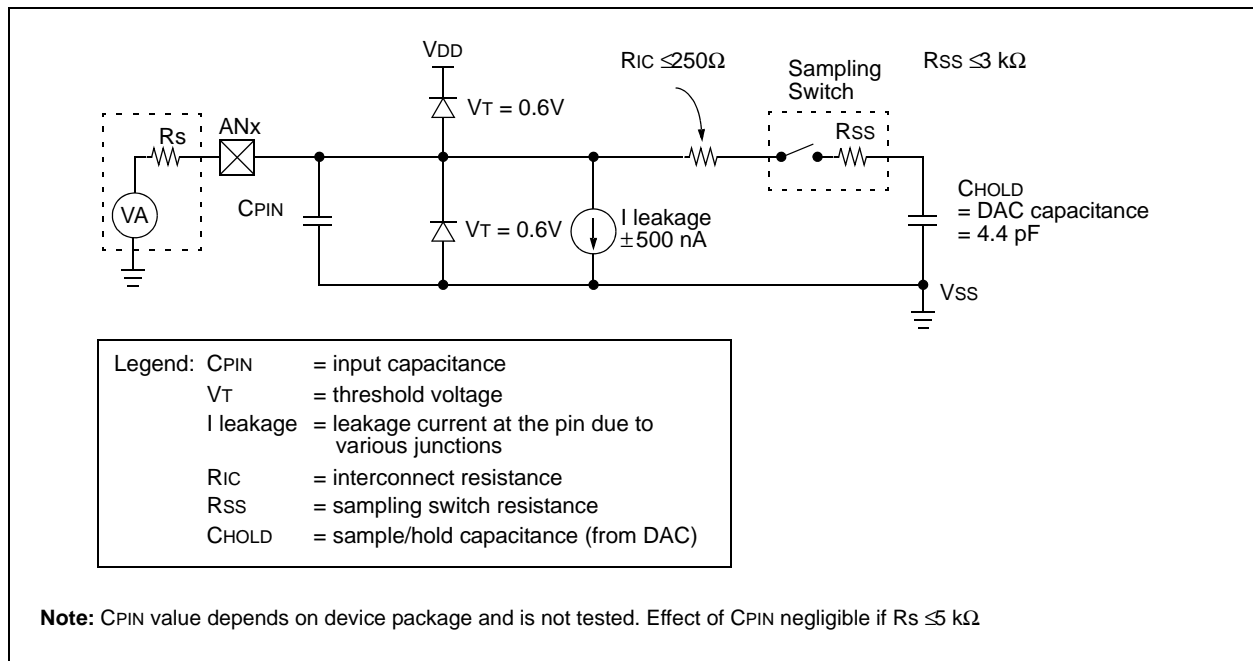 VDD
RIC ≤250Ω
Sampling
Switch
RSS ≤3 kΩ
VT = 0.6V
Rs
ANx
RSS
CPIN
VA
VT = 0.6V
I leakage
±500 nA
CHOLD
= DAC capacitance
= 4.4 pF
VSS
Legend: CPIN = input capacitance
VT = threshold voltage
I leakage = leakage current at the pin due to
various junctions
RIC = interconnect resistance
RSS = sampling switch resistance
CHOLD = sample/hold capacitance (from DAC)
Note: CPIN value depends on device package and is not tested. Effect of CPIN negligible if Rs ≤5 kΩ